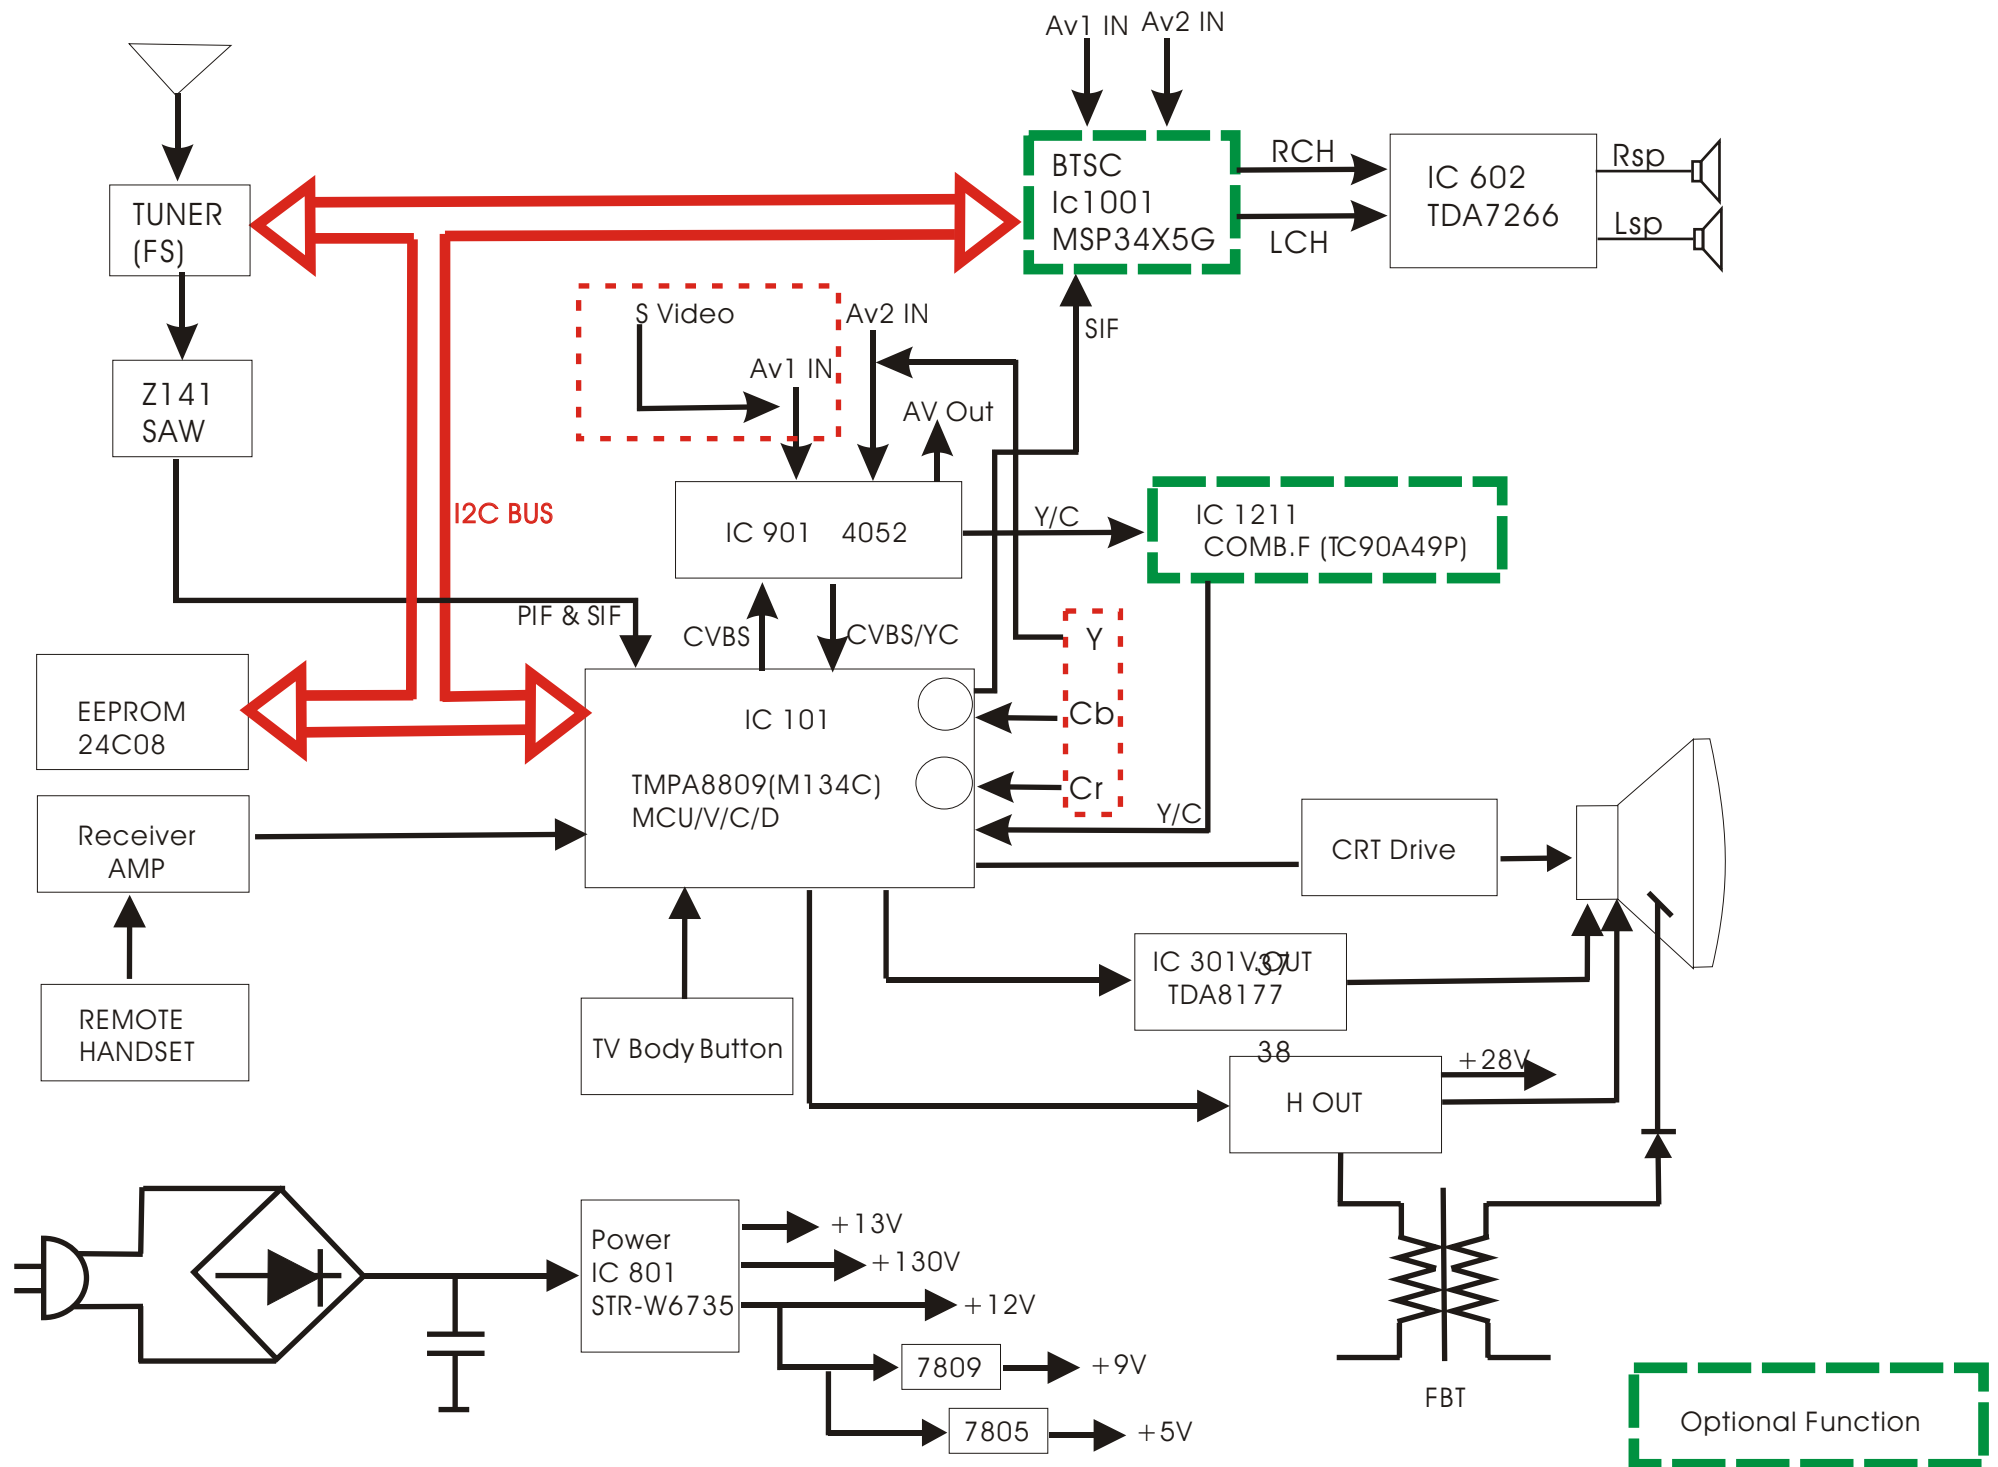 Av1 IN
Av2 IN
TUNER
(FS)
BTSC
Ic1001
MSP34X5G
RCH
LCH
IC 602
TDA7266
Rsp
Lsp
S Video
Av1 IN
Av2 IN
AV Out
SIF
Z141
SAW
I2C BUS
IC 901 4052
Y/C
IC 1211
COMB.F (TC90A49P)
PIF & SIF
CVBS
CVBS/YC
Y
Cb
Cr
Y/C
EEPROM
24C08
IC 101
TMPA8809(M134C)
MCU/V/C/D
Receiver
AMP
CRT Drive
REMOTE
HANDSET
TV Body Button
IC 301V.OUT
37
TDA8177
38
+28V
H OUT
Power
IC 801
STR-W6735
+13V
+130V
+12V
7809
+9V
7805
+5V
FBT
Optional Function